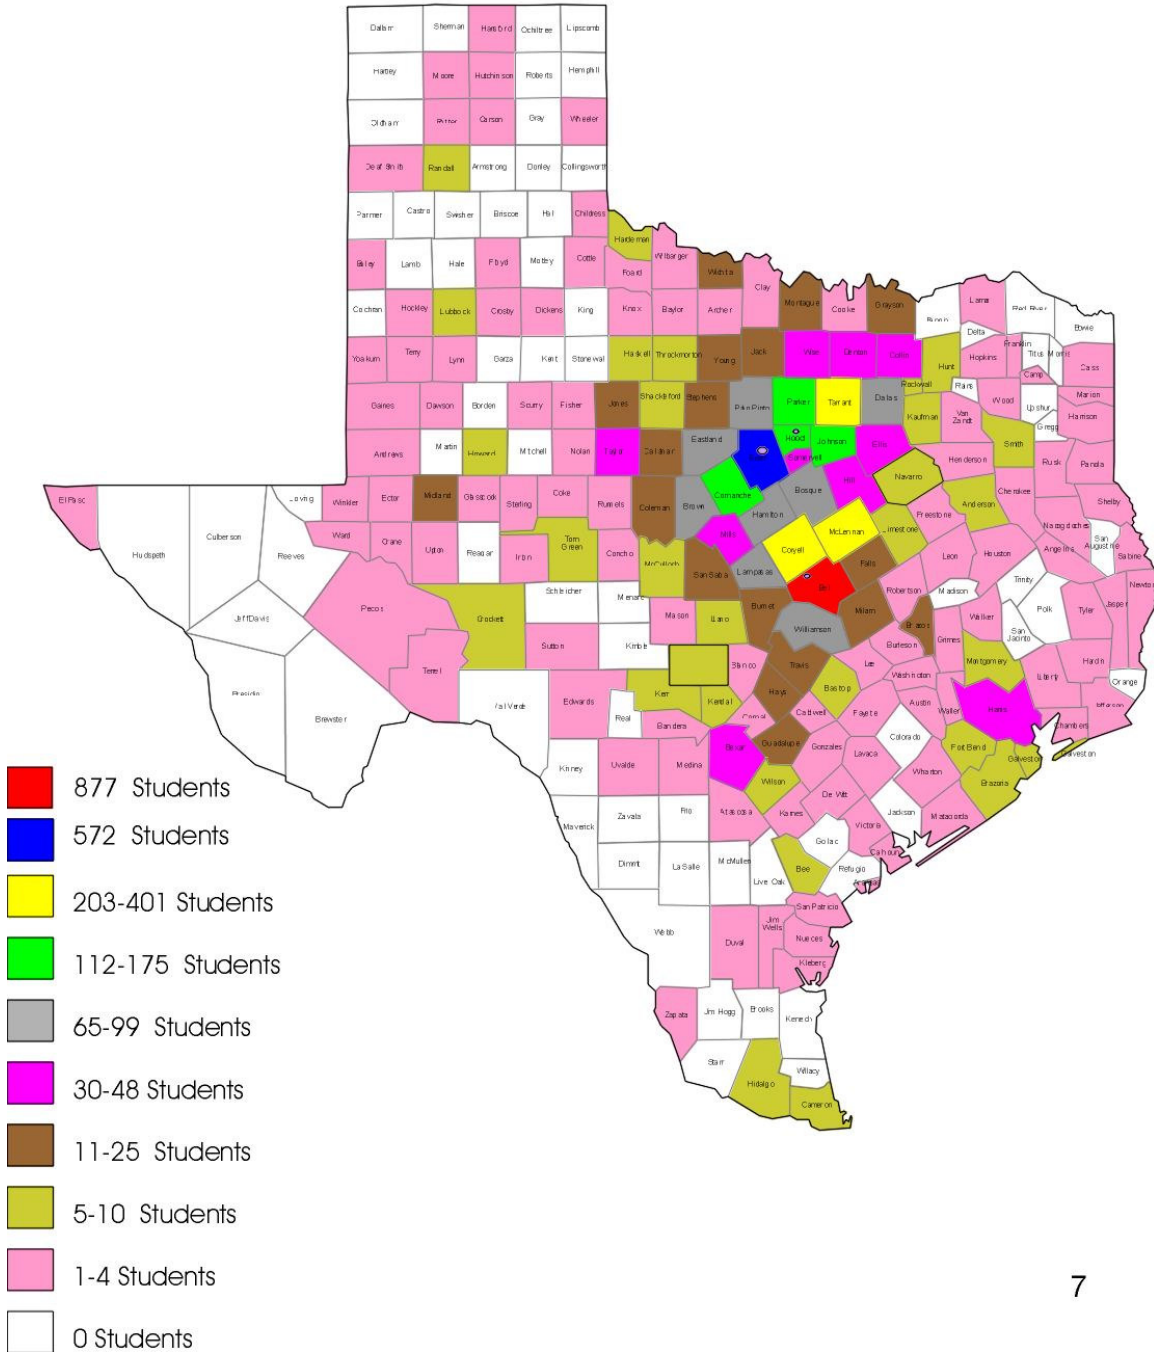 Dallam Sherman Hansford Ochiltree Lipscomb
Hartley Moore Hutchinson Roberts Hemphill
Oldham Potter Carson Gray Wheeler
Deaf Smith Randall Armstrong Donley Collingsworth
Parmer Castro Swisher Briscoe Hall Childress
Hardeman
Bailey Lamb Hale Floyd Motley Cottle Foard Wilbarger Wichita Clay Montague Cooke Grayson Lamar Red River Bowie
Cochran Hockley Lubbock Crosby Dickens King Knox Baylor Archer Delta Franklin Titus Morris
Yoakum Terry Lynn Garza Kent Stonewall Haskell Throckmorton Young Jack Wise Denton Collin Hunt Hopkins Camp Cass
Rockwall Rains Wood Upshur Marion
Gaines Dawson Borden Scurry Fisher Jones Shackelford Stephens Palo Pinto Parker Tarrant Dallas Kaufman Van Zandt Gregg Harrison
Andrews Martin Howard Mitchell Nolan Taylor Callahan Eastland Hood Johnson Ellis Smith Henderson Rusk Panola
Somervell
El Paso Loving Winkler Ector Midland Glasscock Sterling Coke Runnels Coleman Brown Comanche Hamilton Bosque Hill Navarro Anderson Cherokee Shelby
Hudspeth Culberson Reeves Ward Crane Upton Reagan Irion Tom Green Concho McCulloch San Saba Mills Lampasas Coryell McLennan Limestone Freestone Leon Houston Nacogdoches Angelina San Augustine Sabine
Jeff Davis Pecos Crockett Schleicher Menard Mason Llano Burnet Bell Falls Milam Robertson Madison Trinity Polk Tyler Jasper Newton
Presidio Brewster Terrell Sutton Kimble Blanco Travis Williamson Lee Burleson Brazos Grimes Walker San Jacinto Hardin
Val Verde Edwards Real Kerr Kendall Hays Bastrop Washington Montgomery Liberty Orange
Bandera Comal Caldwell Fayette Austin Waller Harris Chambers Jefferson
Kinney Uvalde Medina Bexar Guadalupe Gonzales Lavaca Colorado Fort Bend Galveston Galveston
Wilson Wharton Brazoria
Maverick Zavala Frio Atascosa Karnes De Witt Victoria Jackson Matagorda
Dimmit La Salle McMullen Live Oak Bee Goliad Refugio Calhoun Aransas
Webb Duval Jim Wells San Patricio Nueces Kleberg
Zapata Jim Hogg Brooks Kenedy
Starr Hidalgo Willacy Cameron
877 Students
572 Students
203-401 Students
112-175 Students
65-99 Students
30-48 Students
11-25 Students
5-10 Students
1-4 Students
0 Students
7